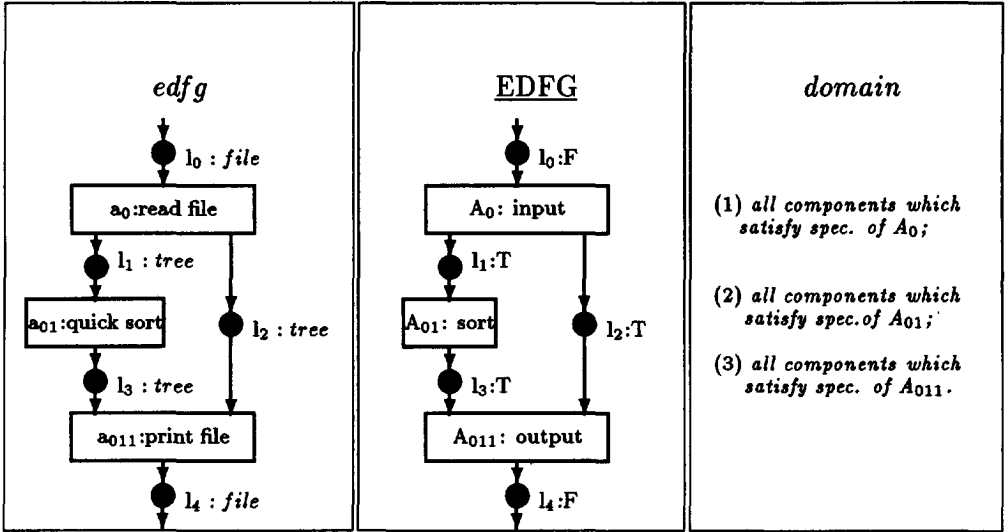 edfg
l0 : file
a0:read file
l1 : tree
a01:quick sort
l2 : tree
l3 : tree
a011:print file
l4 : file
EDFG
l0:F
A0: input
l1:T
A01: sort
l2:T
l3:T
A011: output
l4:F
domain
(1) all components which
satisfy spec. of A0;
(2) all components which
satisfy spec.of A01;
(3) all components which
satisfy spec. of A011.